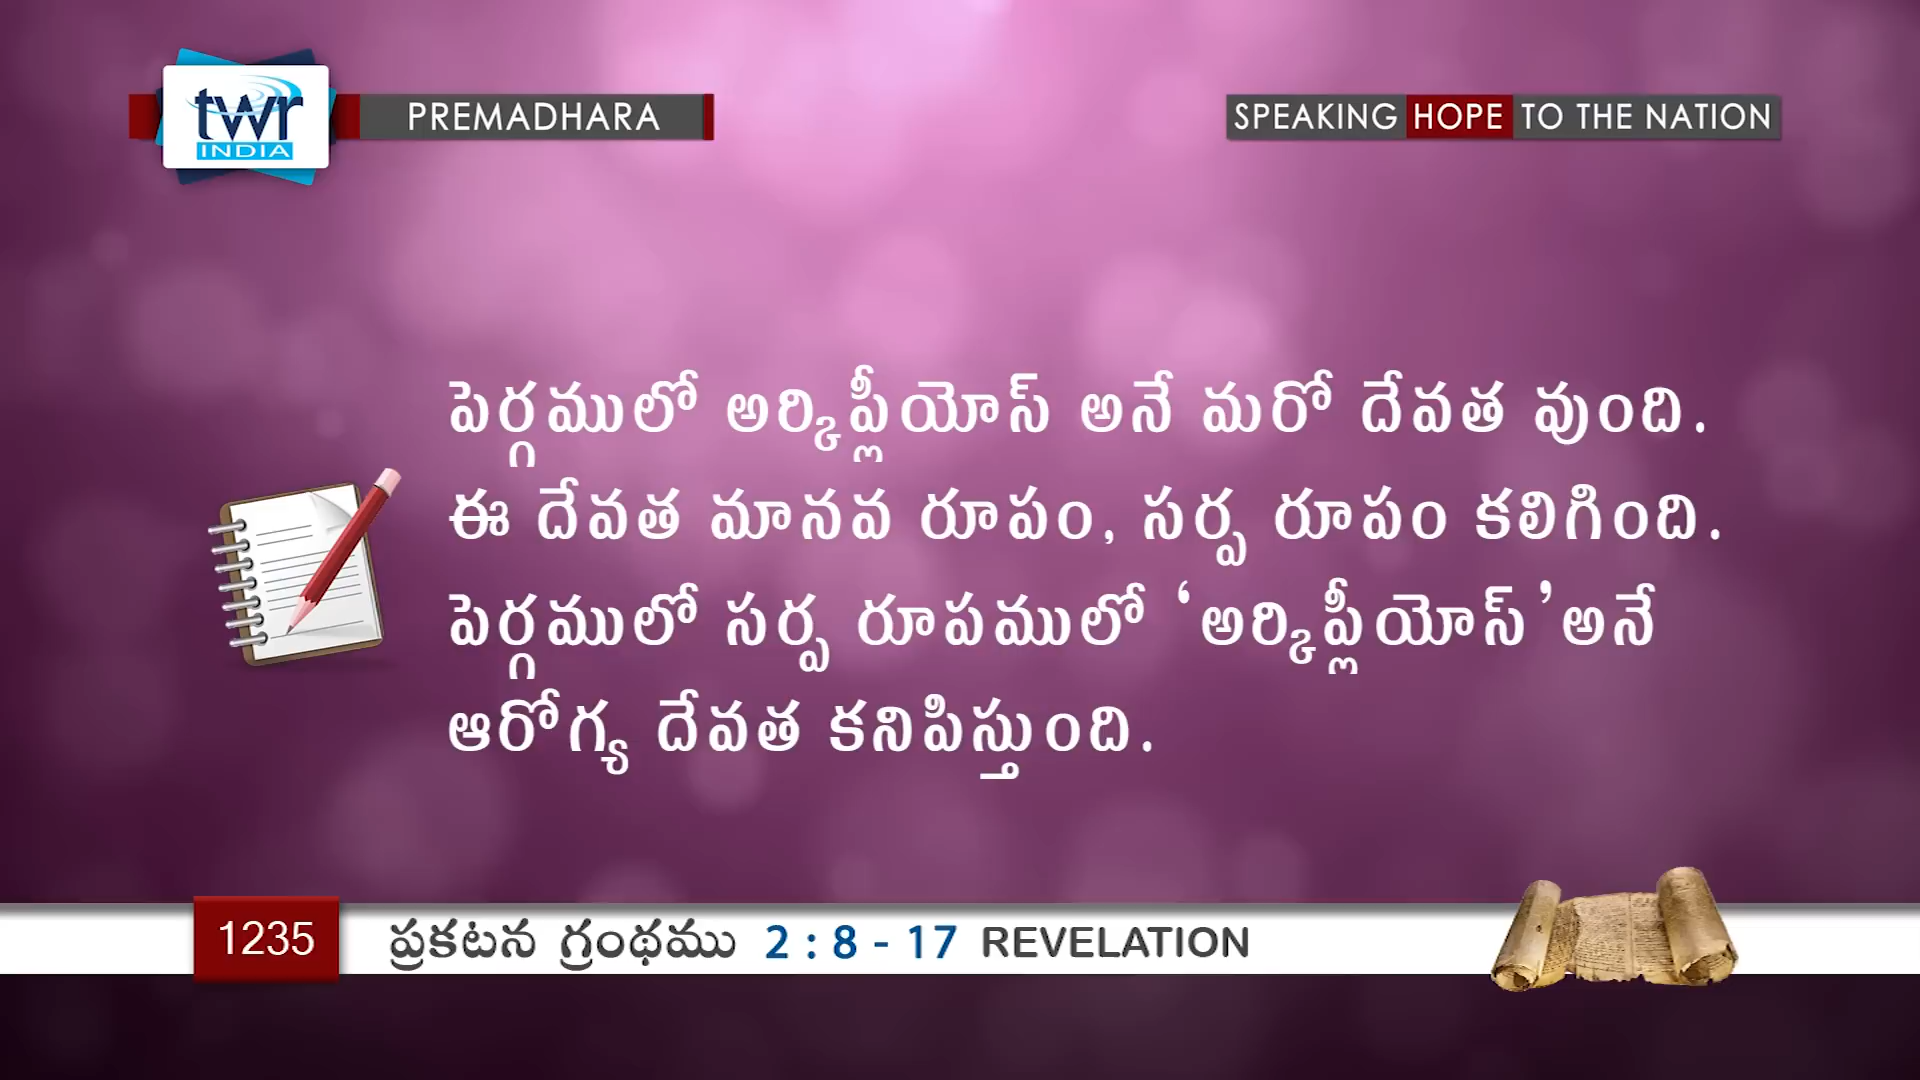 twr
INDIA
PREMADHARA
SPEAKING HOPE TO THE NATION
పెర్గములో అర్కిప్లీయోస్ అనే మరో దేవత వుంది.
ఈ దేవత మానవ రూపం, సర్ప రూపం కలిగింది.
పెర్గములో సర్ప రూపములో ‘అర్కిప్లీయోస్’అనే
ఆరోగ్య దేవత కనిపిస్తుంది.
1235 ప్రకటన గ్రంథము 2 : 8 - 17 REVELATION